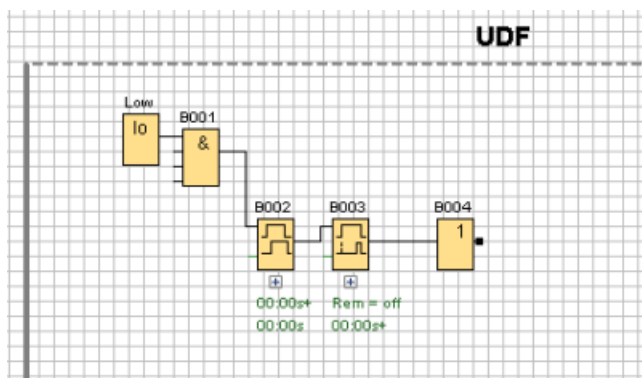 UDF
Low
lo
B001
&
B002
B003
B004
1
00:00s+
00:00s
Rem = off
00:00s+